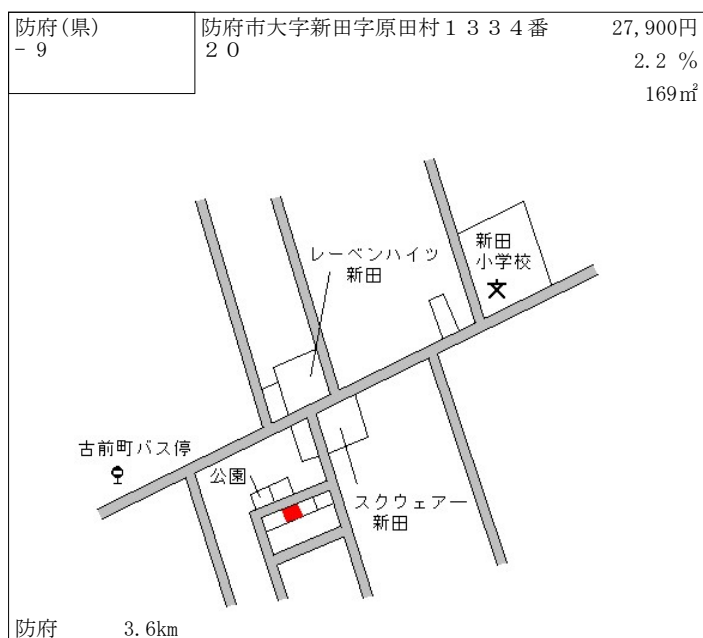 防府(県)
－９
防府市大字新田字原田村１３３４番
２０
27,900円
2.2 %
169㎡
レーベンハイツ
新田
新田
小学校
文
古前町バス停
公園
スクウェアー
新田
防府 3.6km